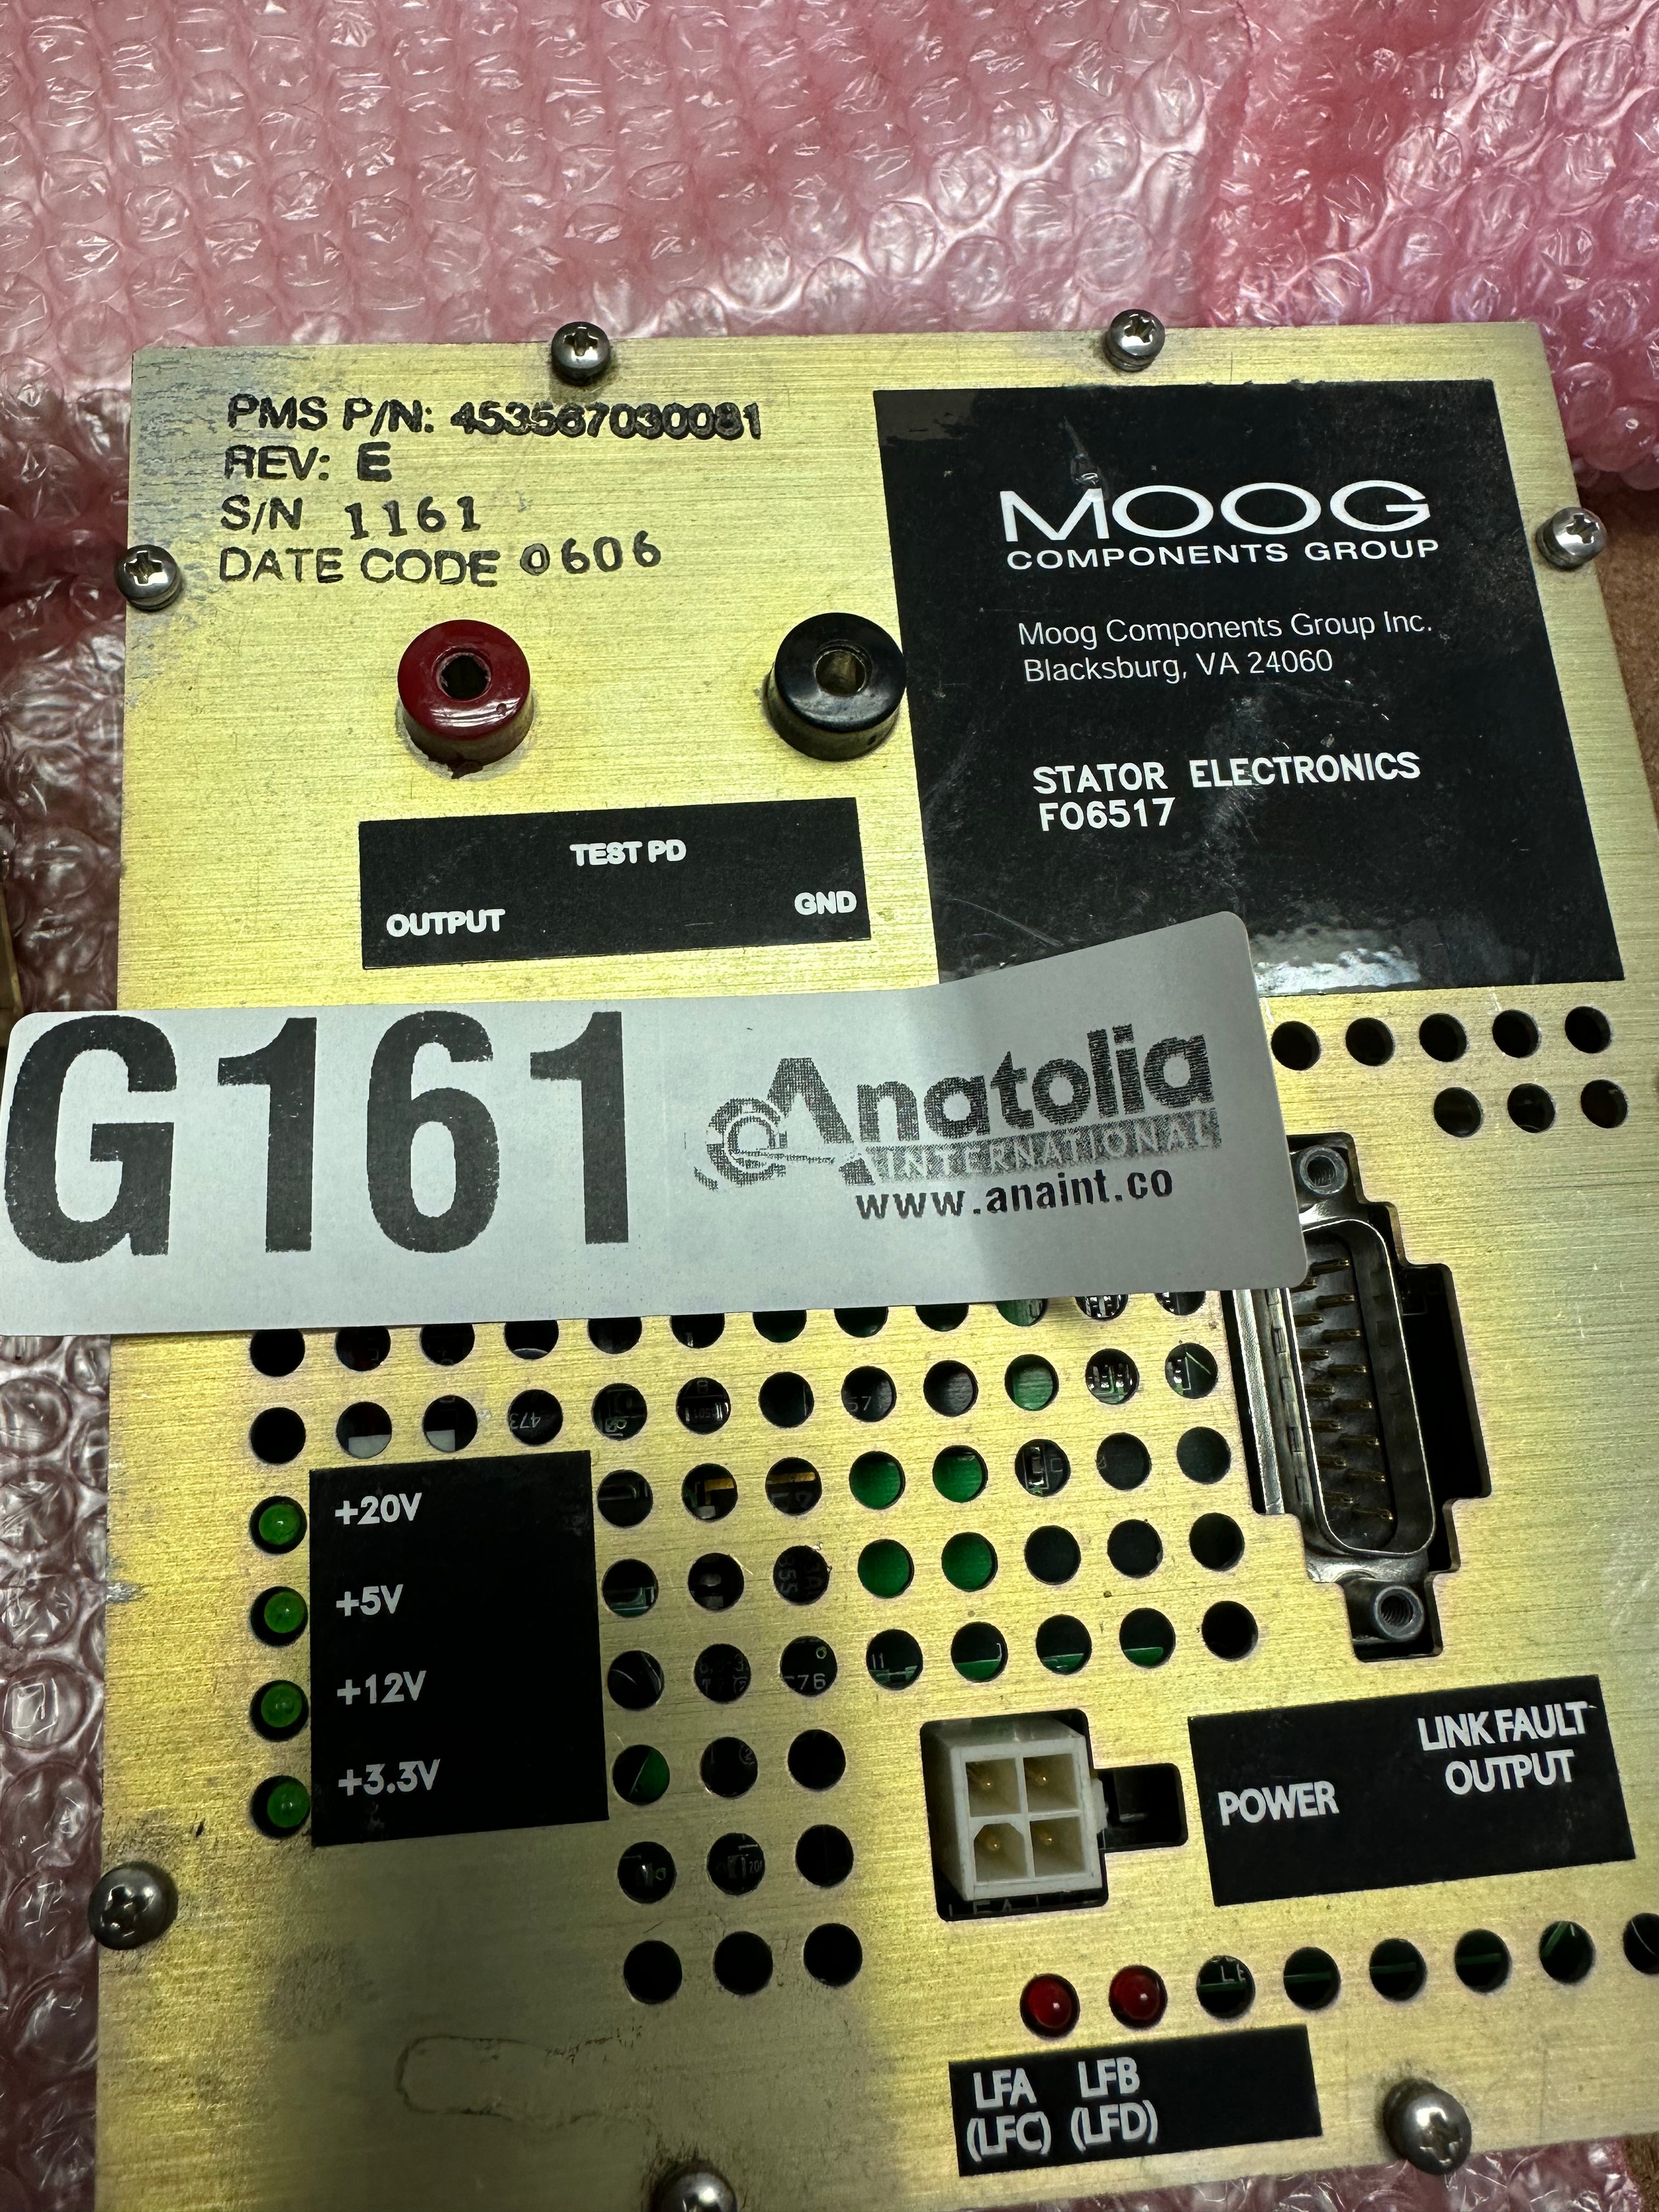 PMS P/N: 453567030081
REV: E
S/N 1161
DATE CODE 0606
MOOG
COMPONENTS GROUP
Moog Components Group Inc.
Blacksburg, VA 24060
STATOR ELECTRONICS
FO6517
TEST PD
OUTPUT
GND
G161
Anatolia
INTERNATIONAL
www.anaint.co
+20V
+5V
+12V
+3.3V
LINK FAULT
OUTPUT
POWER
LFA LFB
(LFC) (LFD)